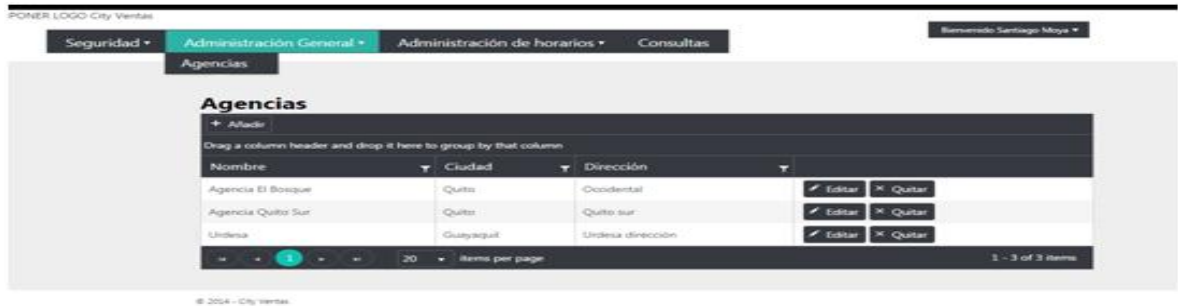 PONER LOGO City Ventas
Bienvenido Santiago Moya
Seguridad Administración General Administración de horarios Consultas
Agencias
Agencias
+ Añadir
Drag a column header and drop it here to group by that column
Nombre Ciudad Dirección
Agencia El Bosque Quito Occidental Editar × Quitar
Agencia Quito Sur Quito Quito sur Editar × Quitar
Urdesa Guayaquil Urdesa dirección Editar × Quitar
1 20 items per page 1 - 3 of 3 items
© 2014 - City Ventas